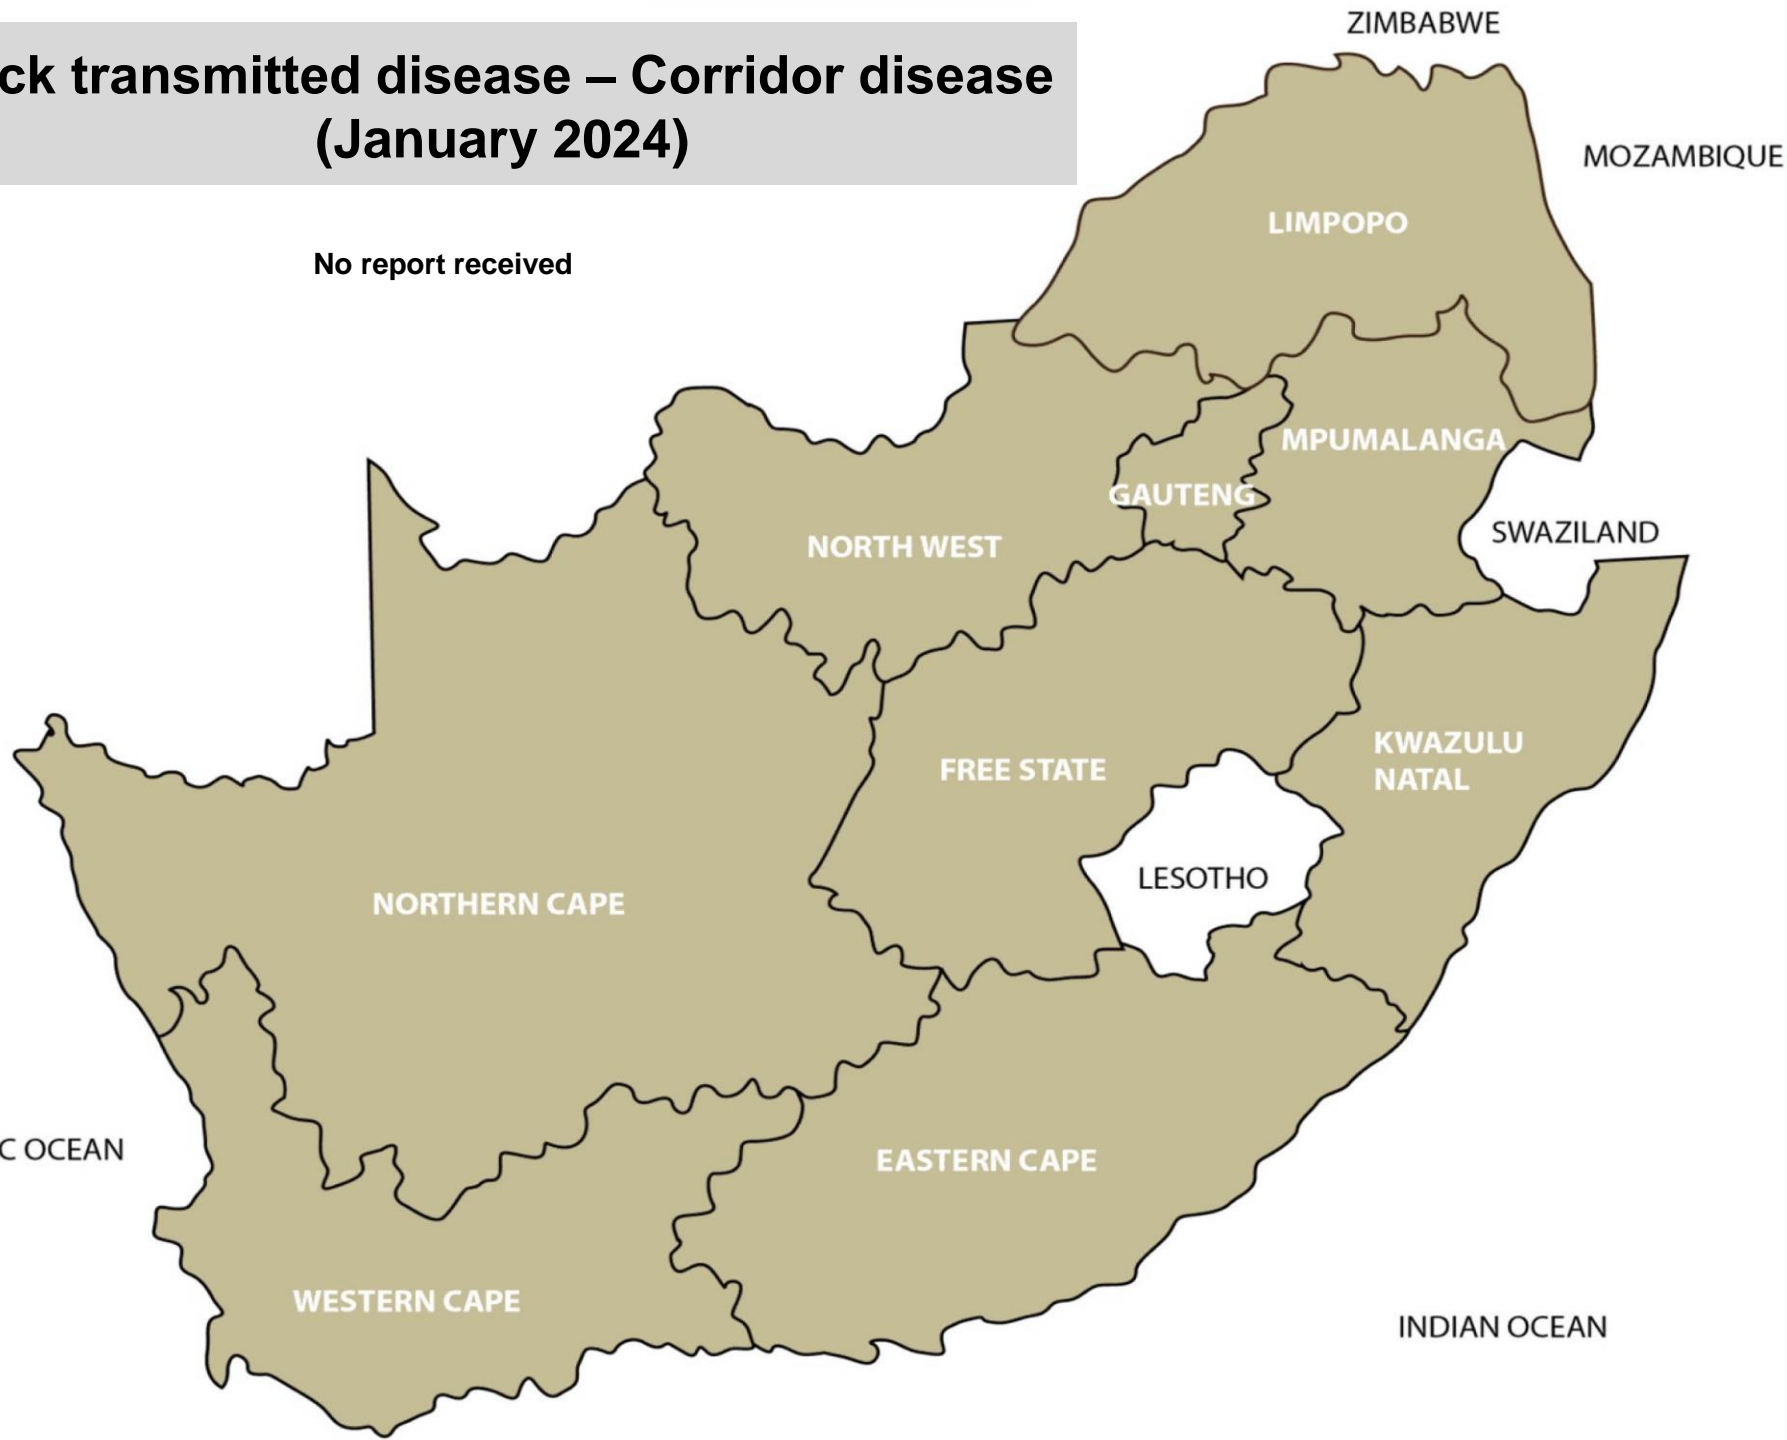 ZIMBABWE
ck transmitted disease – Corridor disease
(January 2024)
MOZAMBIQUE
LIMPOPO
No report received
MPUMALANGA
GAUTENG
SWAZILAND
NORTH WEST
KWAZULU
NATAL
FREE STATE
LESOTHO
NORTHERN CAPE
C OCEAN
EASTERN CAPE
WESTERN CAPE
INDIAN OCEAN